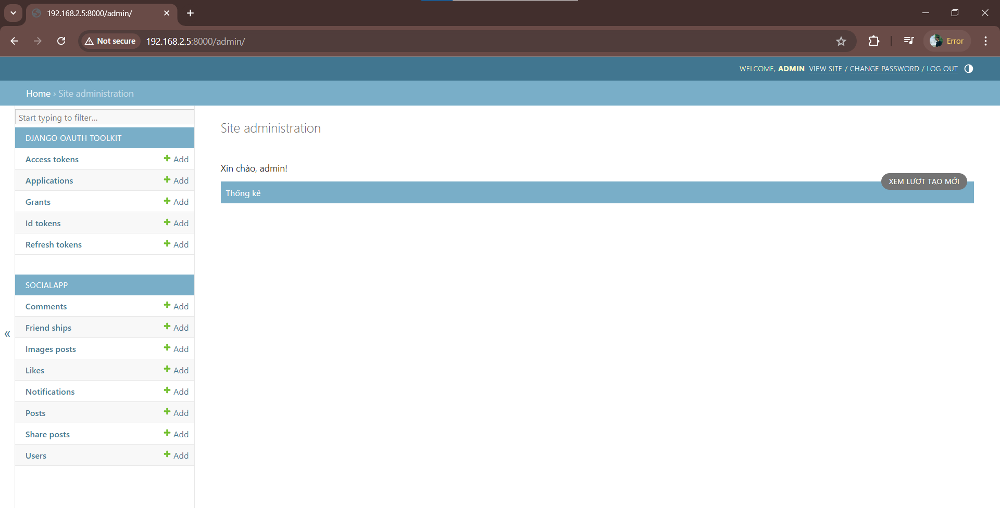 192.168.2.5:8000/admin/
Not secure 192.168.2.5:8000/admin/ Error
WELCOME, ADMIN. VIEW SITE / CHANGE PASSWORD / LOG OUT
Home › Site administration
Start typing to filter...
DJANGO OAUTH TOOLKIT
Access tokens Add
Applications Add
Grants Add
Id tokens Add
Refresh tokens Add
SOCIALAPP
Comments Add
Friend ships Add
Images posts Add
Likes Add
Notifications Add
Posts Add
Share posts Add
Users Add
«
Site administration
Xin chào, admin!
XEM LƯỢT TẠO MỚI
Thống kê